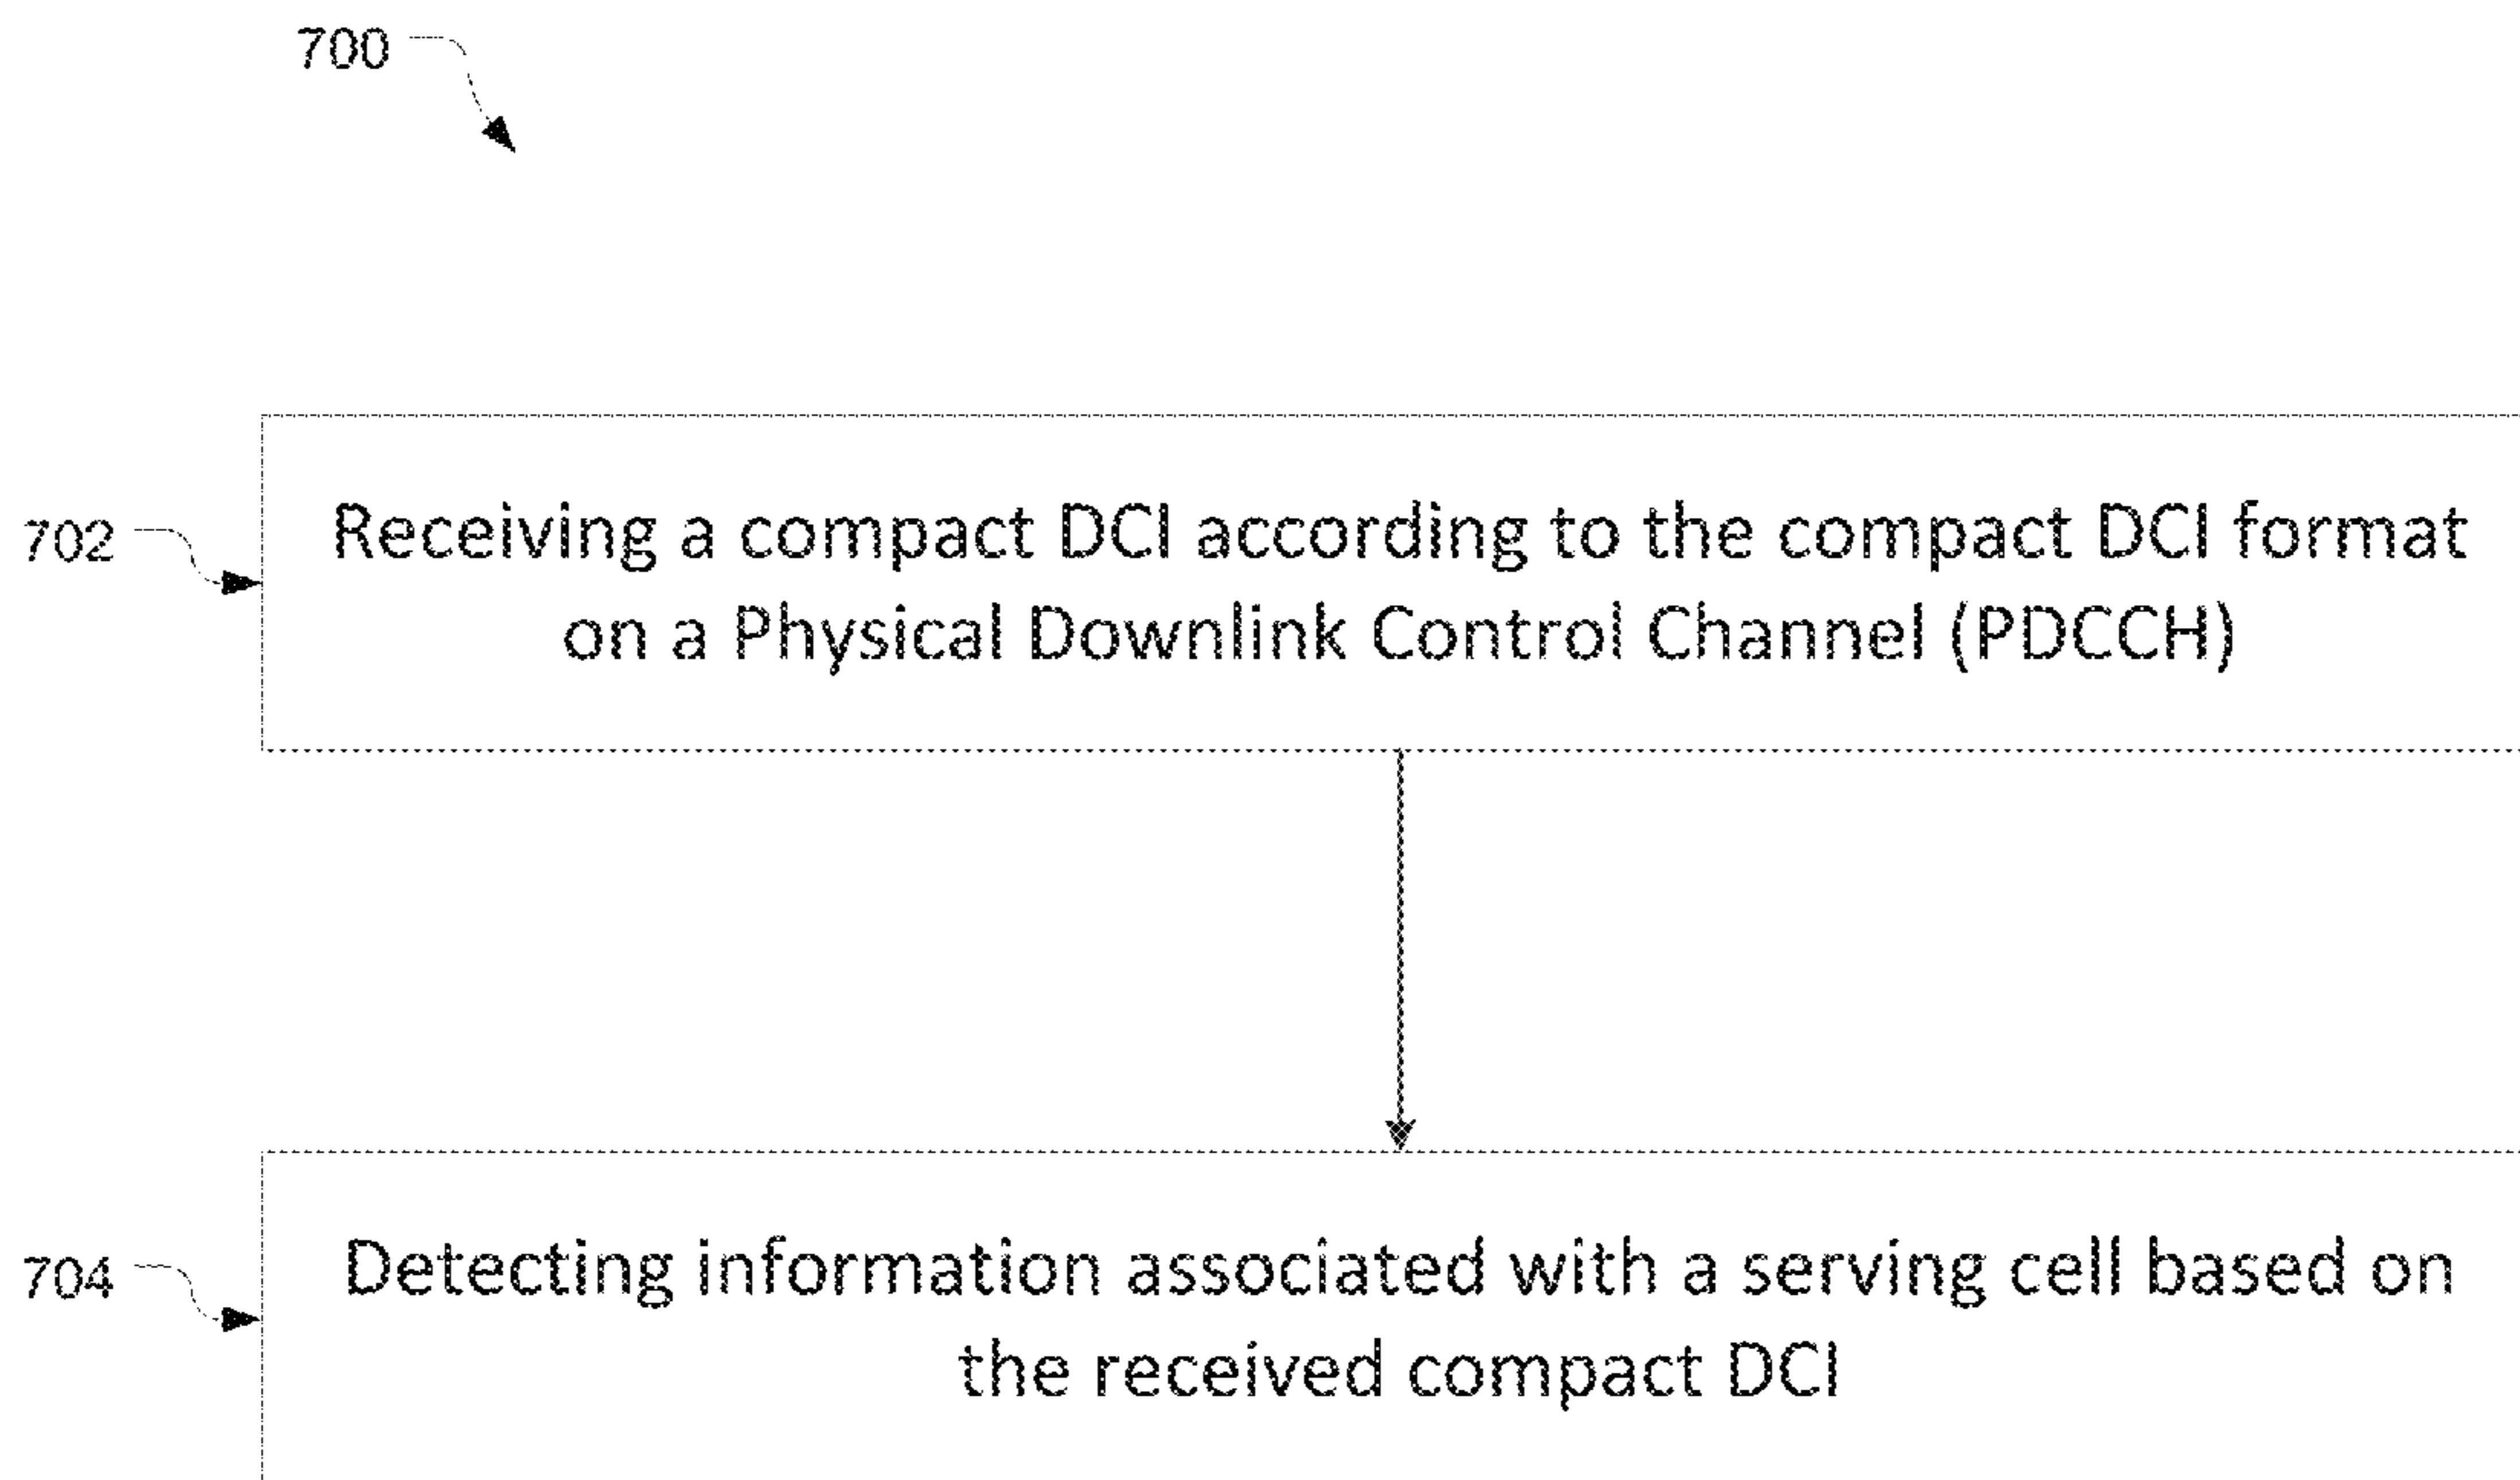 700
702
Receiving a compact DCI according to the compact DCI format
on a Physical Downlink Control Channel (PDCCH)
704
Detecting information associated with a serving cell based on
the received compact DCI